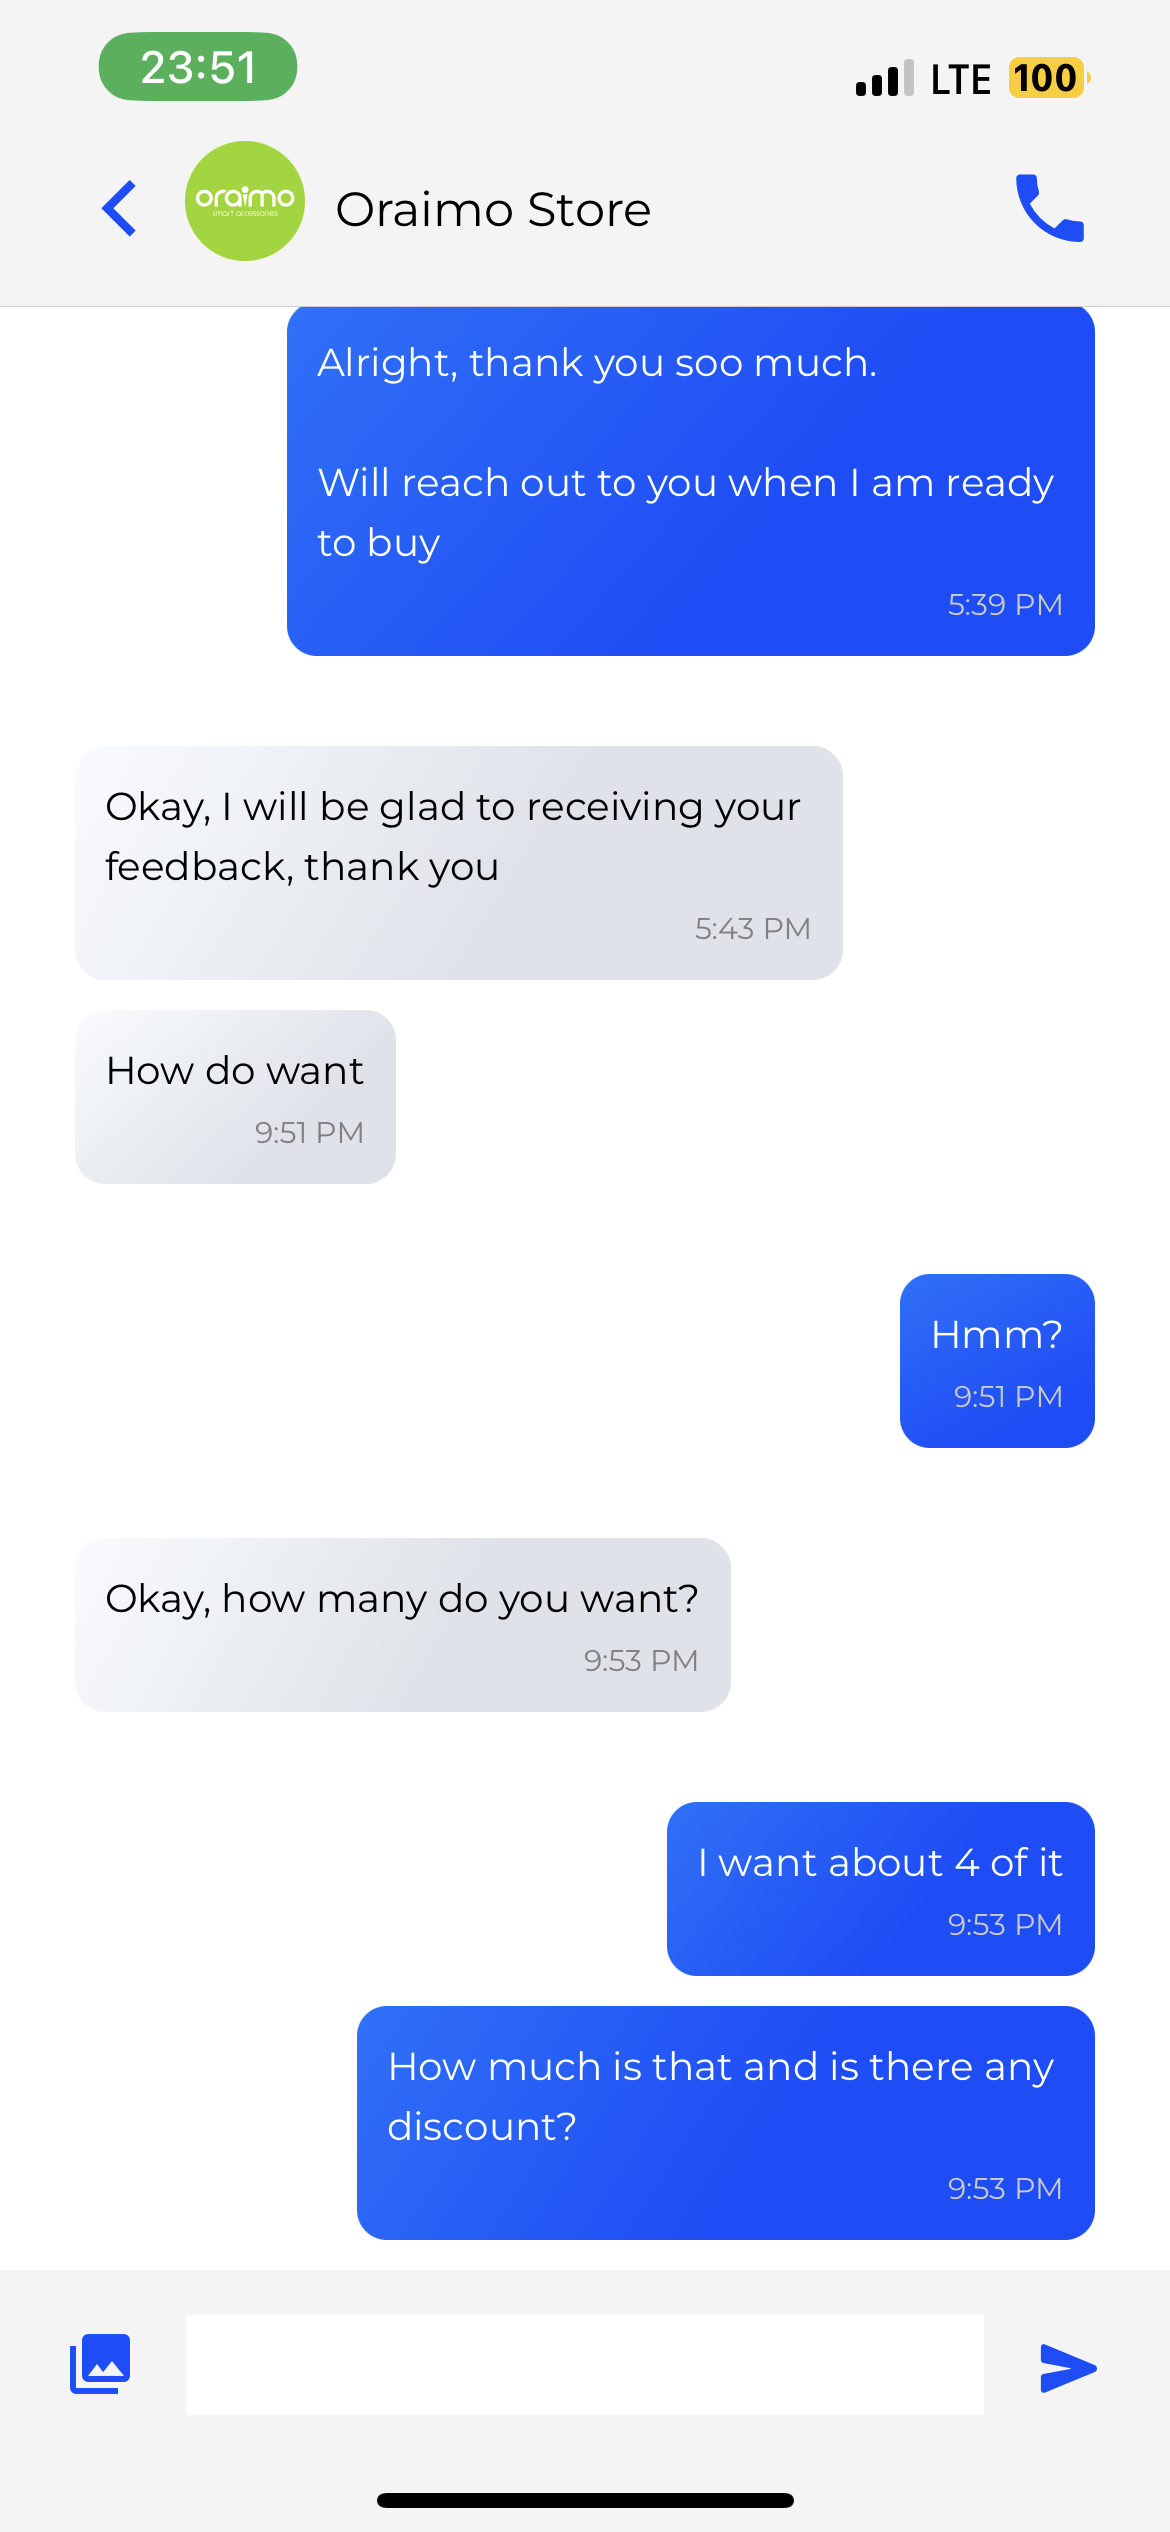 23:51
LTE 100
oraimo
smart accessories
Oraimo Store
Alright, thank you soo much.
Will reach out to you when I am ready
to buy
5:39 PM
Okay, I will be glad to receiving your
feedback, thank you
5:43 PM
How do want
9:51 PM
Hmm?
9:51 PM
Okay, how many do you want?
9:53 PM
I want about 4 of it
9:53 PM
How much is that and is there any
discount?
9:53 PM